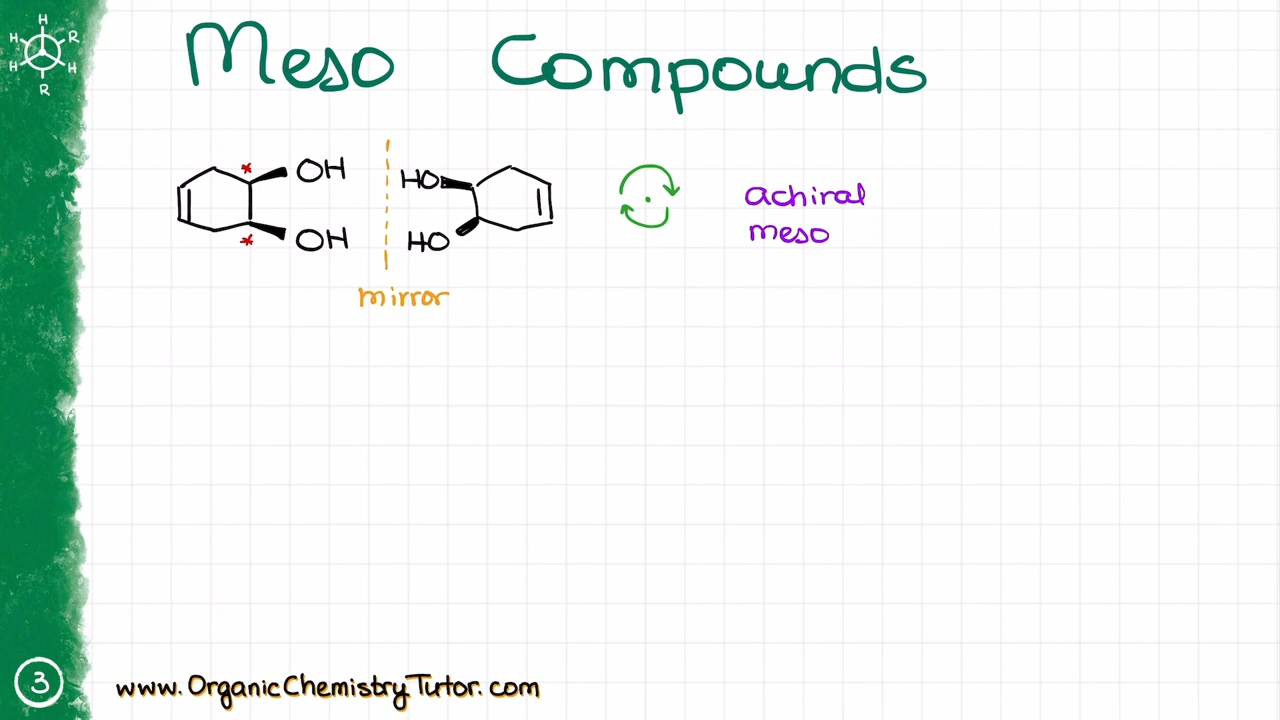 H
H R
H H
R
Meso Compounds
* OH
* OH
HO
HO
mirror
achiral
meso
3
www.OrganicChemistryTutor.com